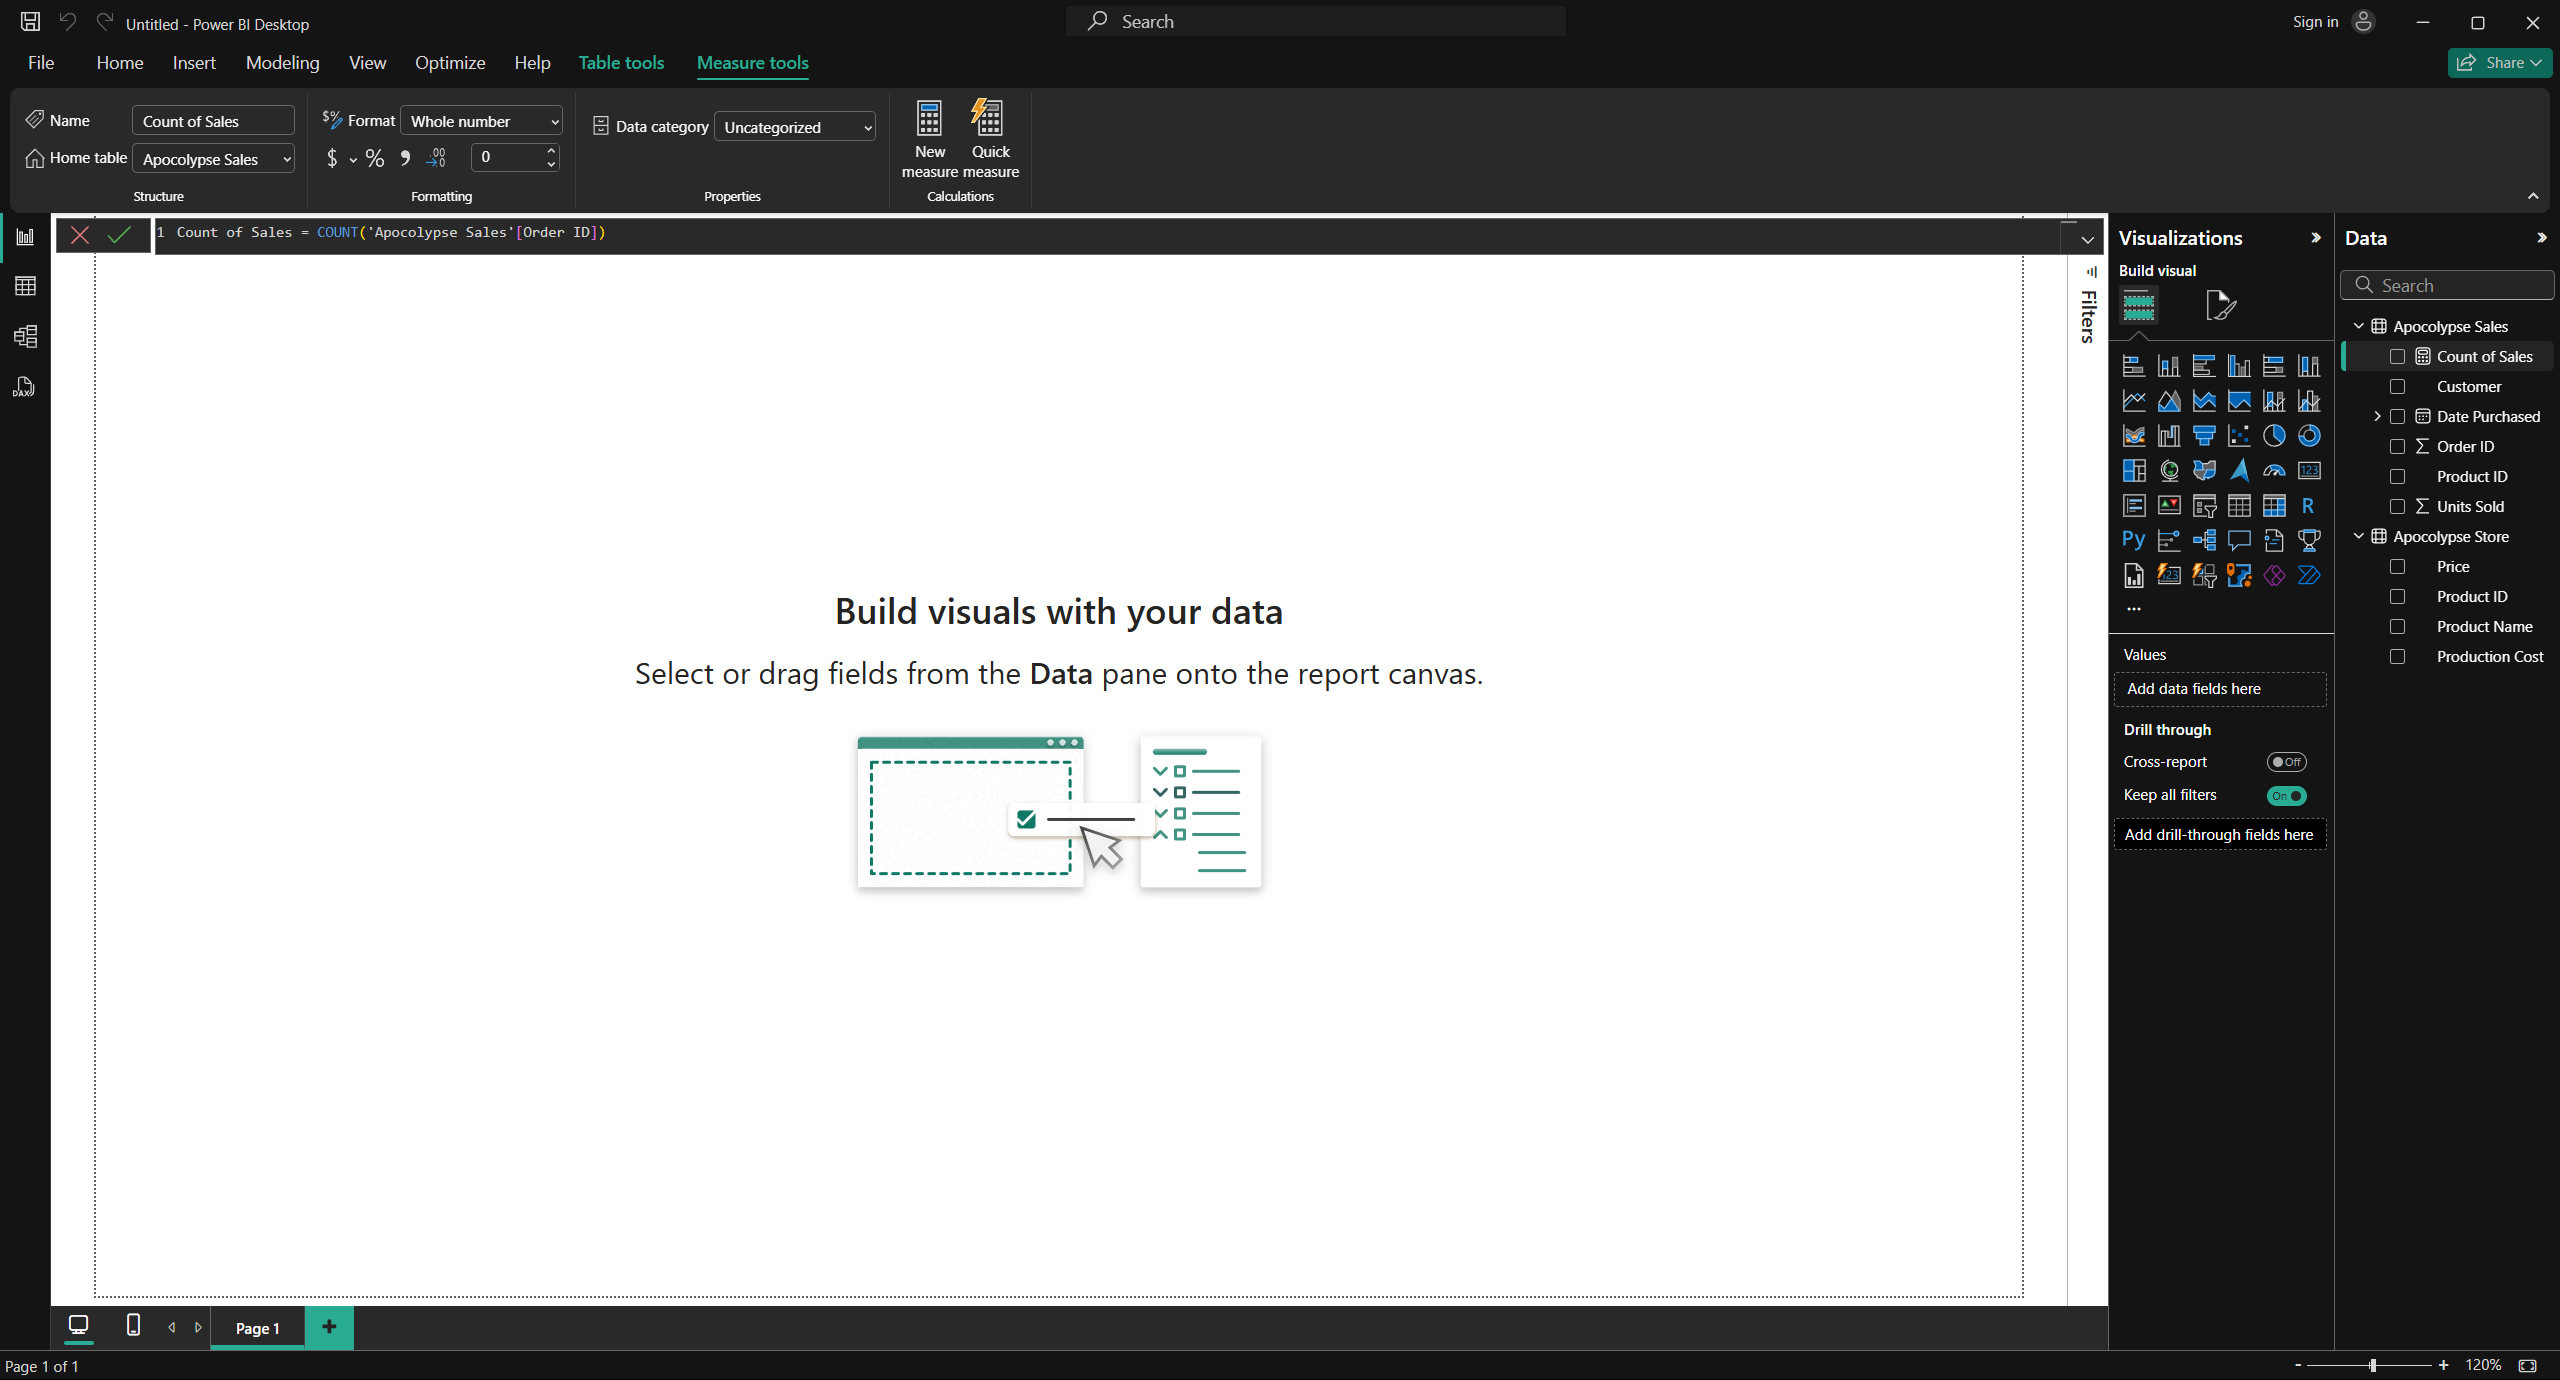 Untitled - Power BI Desktop
Search
Sign in
File Home Insert Modeling View Optimize Help Table tools Measure tools
Share
Name Count of Sales
Home table Apocolypse Sales
Structure
$% Format Whole number
$ % , .00 →.0 0
Formatting
Data category Uncategorized
Properties
New measure
Quick measure
Calculations
1 Count of Sales = COUNT('Apocolypse Sales'[Order ID])
DAX
Build visuals with your data
Select or drag fields from the Data pane onto the report canvas.
Filters
Visualizations
Build visual
123
R
Py
123
...
Values
Add data fields here
Drill through
Cross-report Off
Keep all filters On
Add drill-through fields here
Data
Search
Apocolypse Sales
Count of Sales
Customer
Date Purchased
Order ID
Product ID
Units Sold
Apocolypse Store
Price
Product ID
Product Name
Production Cost
Page 1 +
Page 1 of 1
- + 120%